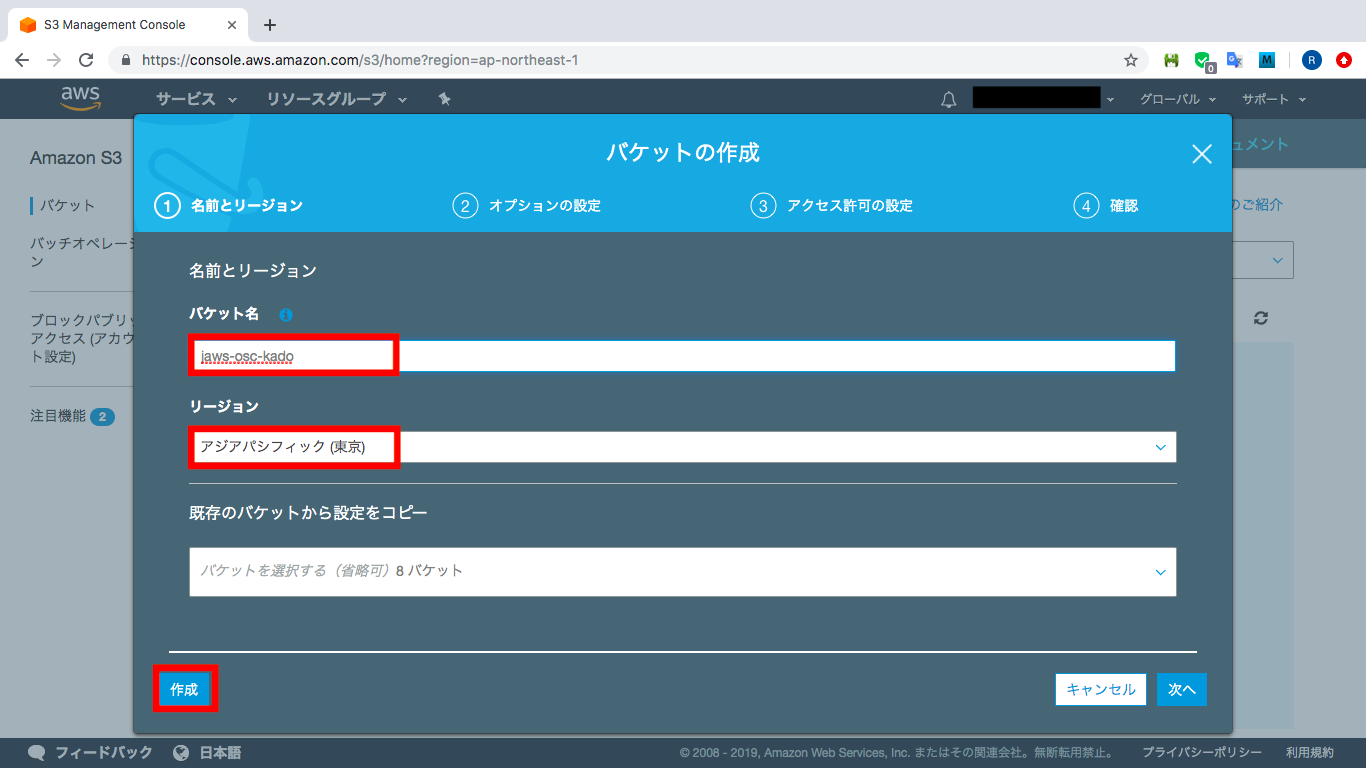 S3 Management Console
https://console.aws.amazon.com/s3/home?region=ap-northeast-1
0
M
R
aws
サービス
リソースグループ
グローバル
サポート
Amazon S3
バケット
バッチオペレーシ
ン
ブロックパブリッ
アクセス (アカウ
ト設定)
注目機能 2
ュメント
のご紹介
バケットの作成
1 名前とリージョン
2 オプションの設定
3 アクセス許可の設定
4 確認
名前とリージョン
バケット名
jaws-osc-kado
リージョン
アジアパシフィック (東京)
既存のバケットから設定をコピー
バケットを選択する（省略可）8 バケット
作成
キャンセル
次へ
フィードバック
日本語
© 2008 - 2019, Amazon Web Services, Inc. またはその関連会社。無断転用禁止。
プライバシーポリシー
利用規約